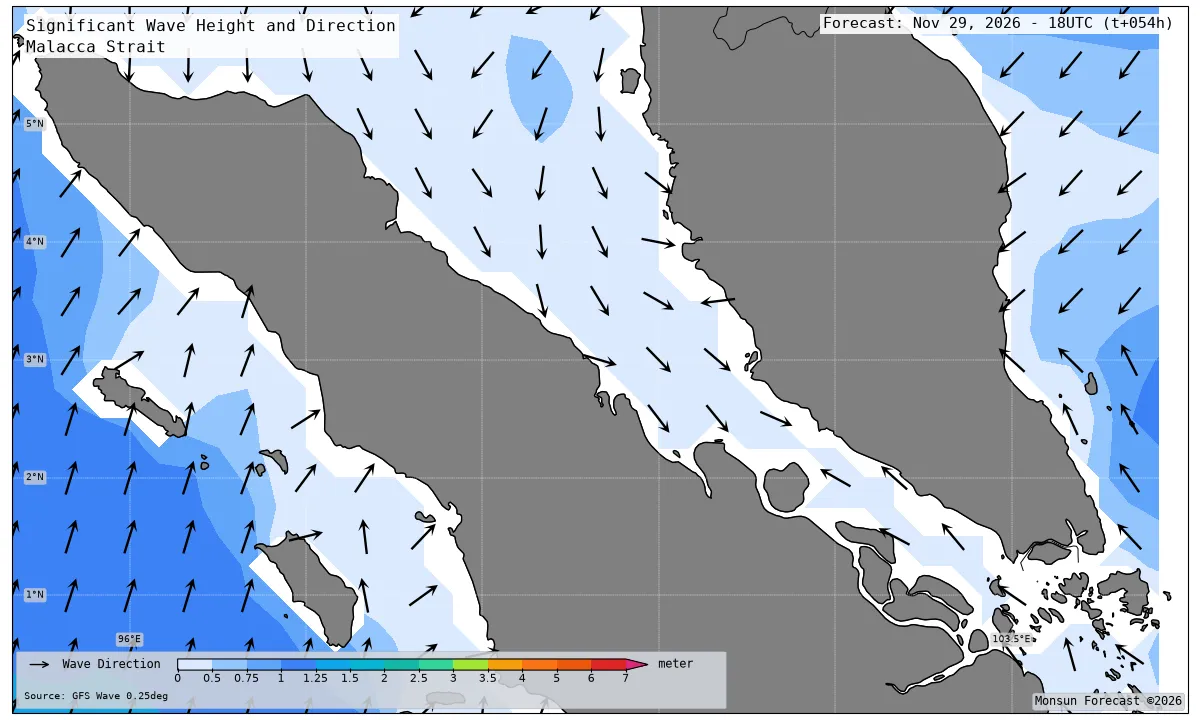 Significant Wave Height and Direction
Malacca Strait
Forecast: Nov 29, 2026 - 18UTC (t+054h)
5°N
4°N
3°N
2°N
1°N
96°E
103.5°E
Wave Direction
0 0.5 0.75 1 1.25 1.5 2 2.5 3 3.5 4 5 6 7
meter
Source: GFS Wave 0.25deg
Monsun Forecast ©2026